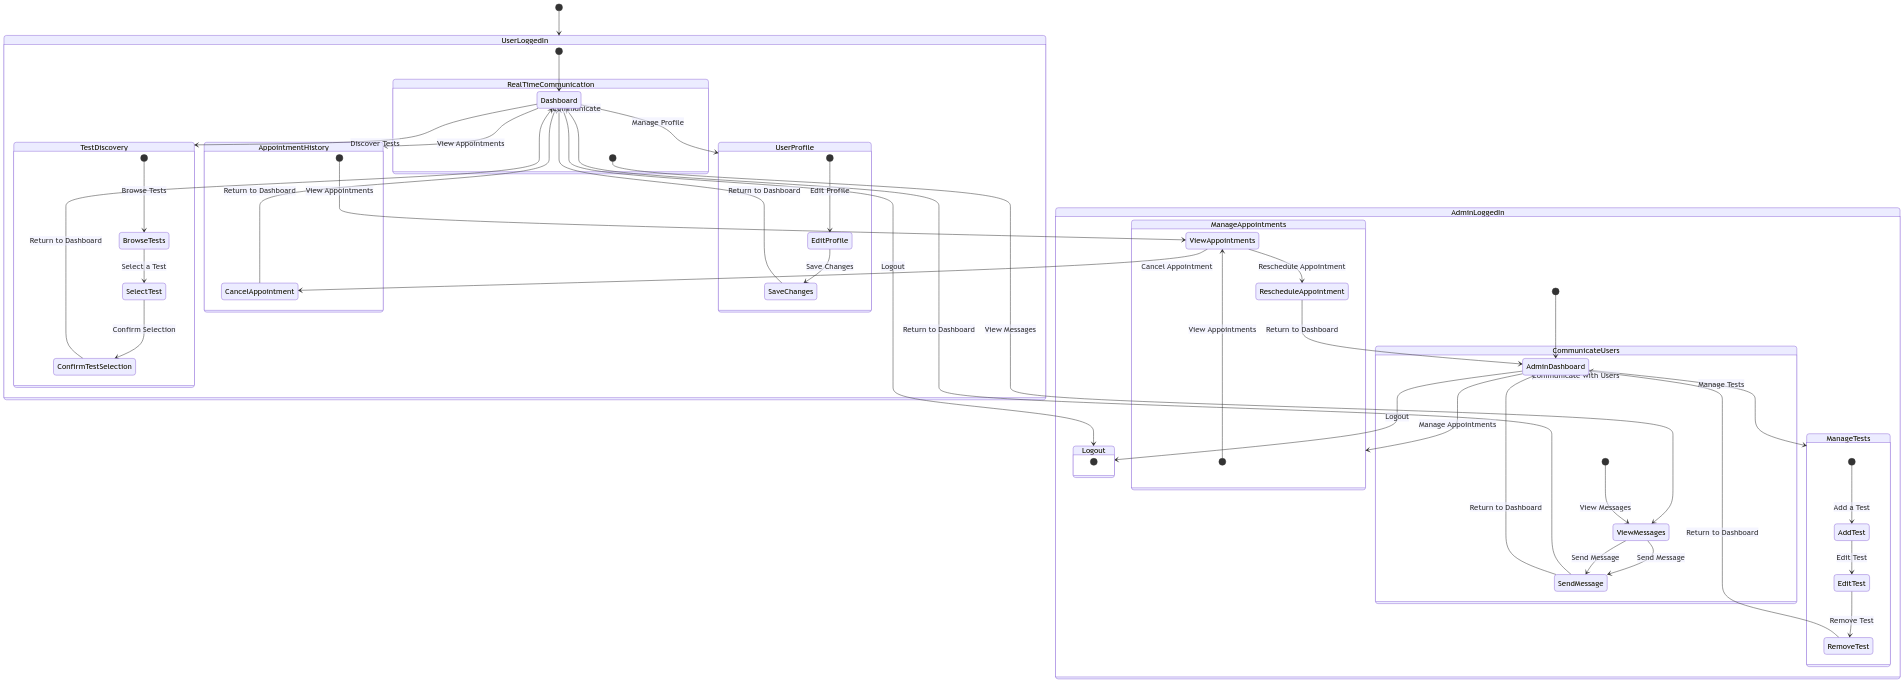 UserLoggedIn
RealTimeCommunication
Dashboard
Manage Profile
Discover Tests
View Appointments
TestDiscovery
AppointmentHistory
UserProfile
Browse Tests
Return to Dashboard
View Appointments
Return to Dashboard
Edit Profile
Return to Dashboard
BrowseTests
EditProfile
Select a Test
Save Changes
Logout
SelectTest
CancelAppointment
SaveChanges
Confirm Selection
Return to Dashboard
View Messages
ConfirmTestSelection
AdminLoggedIn
ManageAppointments
ViewAppointments
Cancel Appointment
Reschedule Appointment
RescheduleAppointment
View Appointments
Return to Dashboard
CommunicateUsers
AdminDashboard
with Users
Manage Tests
Logout
Manage Appointments
Logout
ManageTests
Return to Dashboard
View Messages
Add a Test
ViewMessages
Return to Dashboard
AddTest
Send Message
Send Message
Edit Test
SendMessage
EditTest
Remove Test
RemoveTest